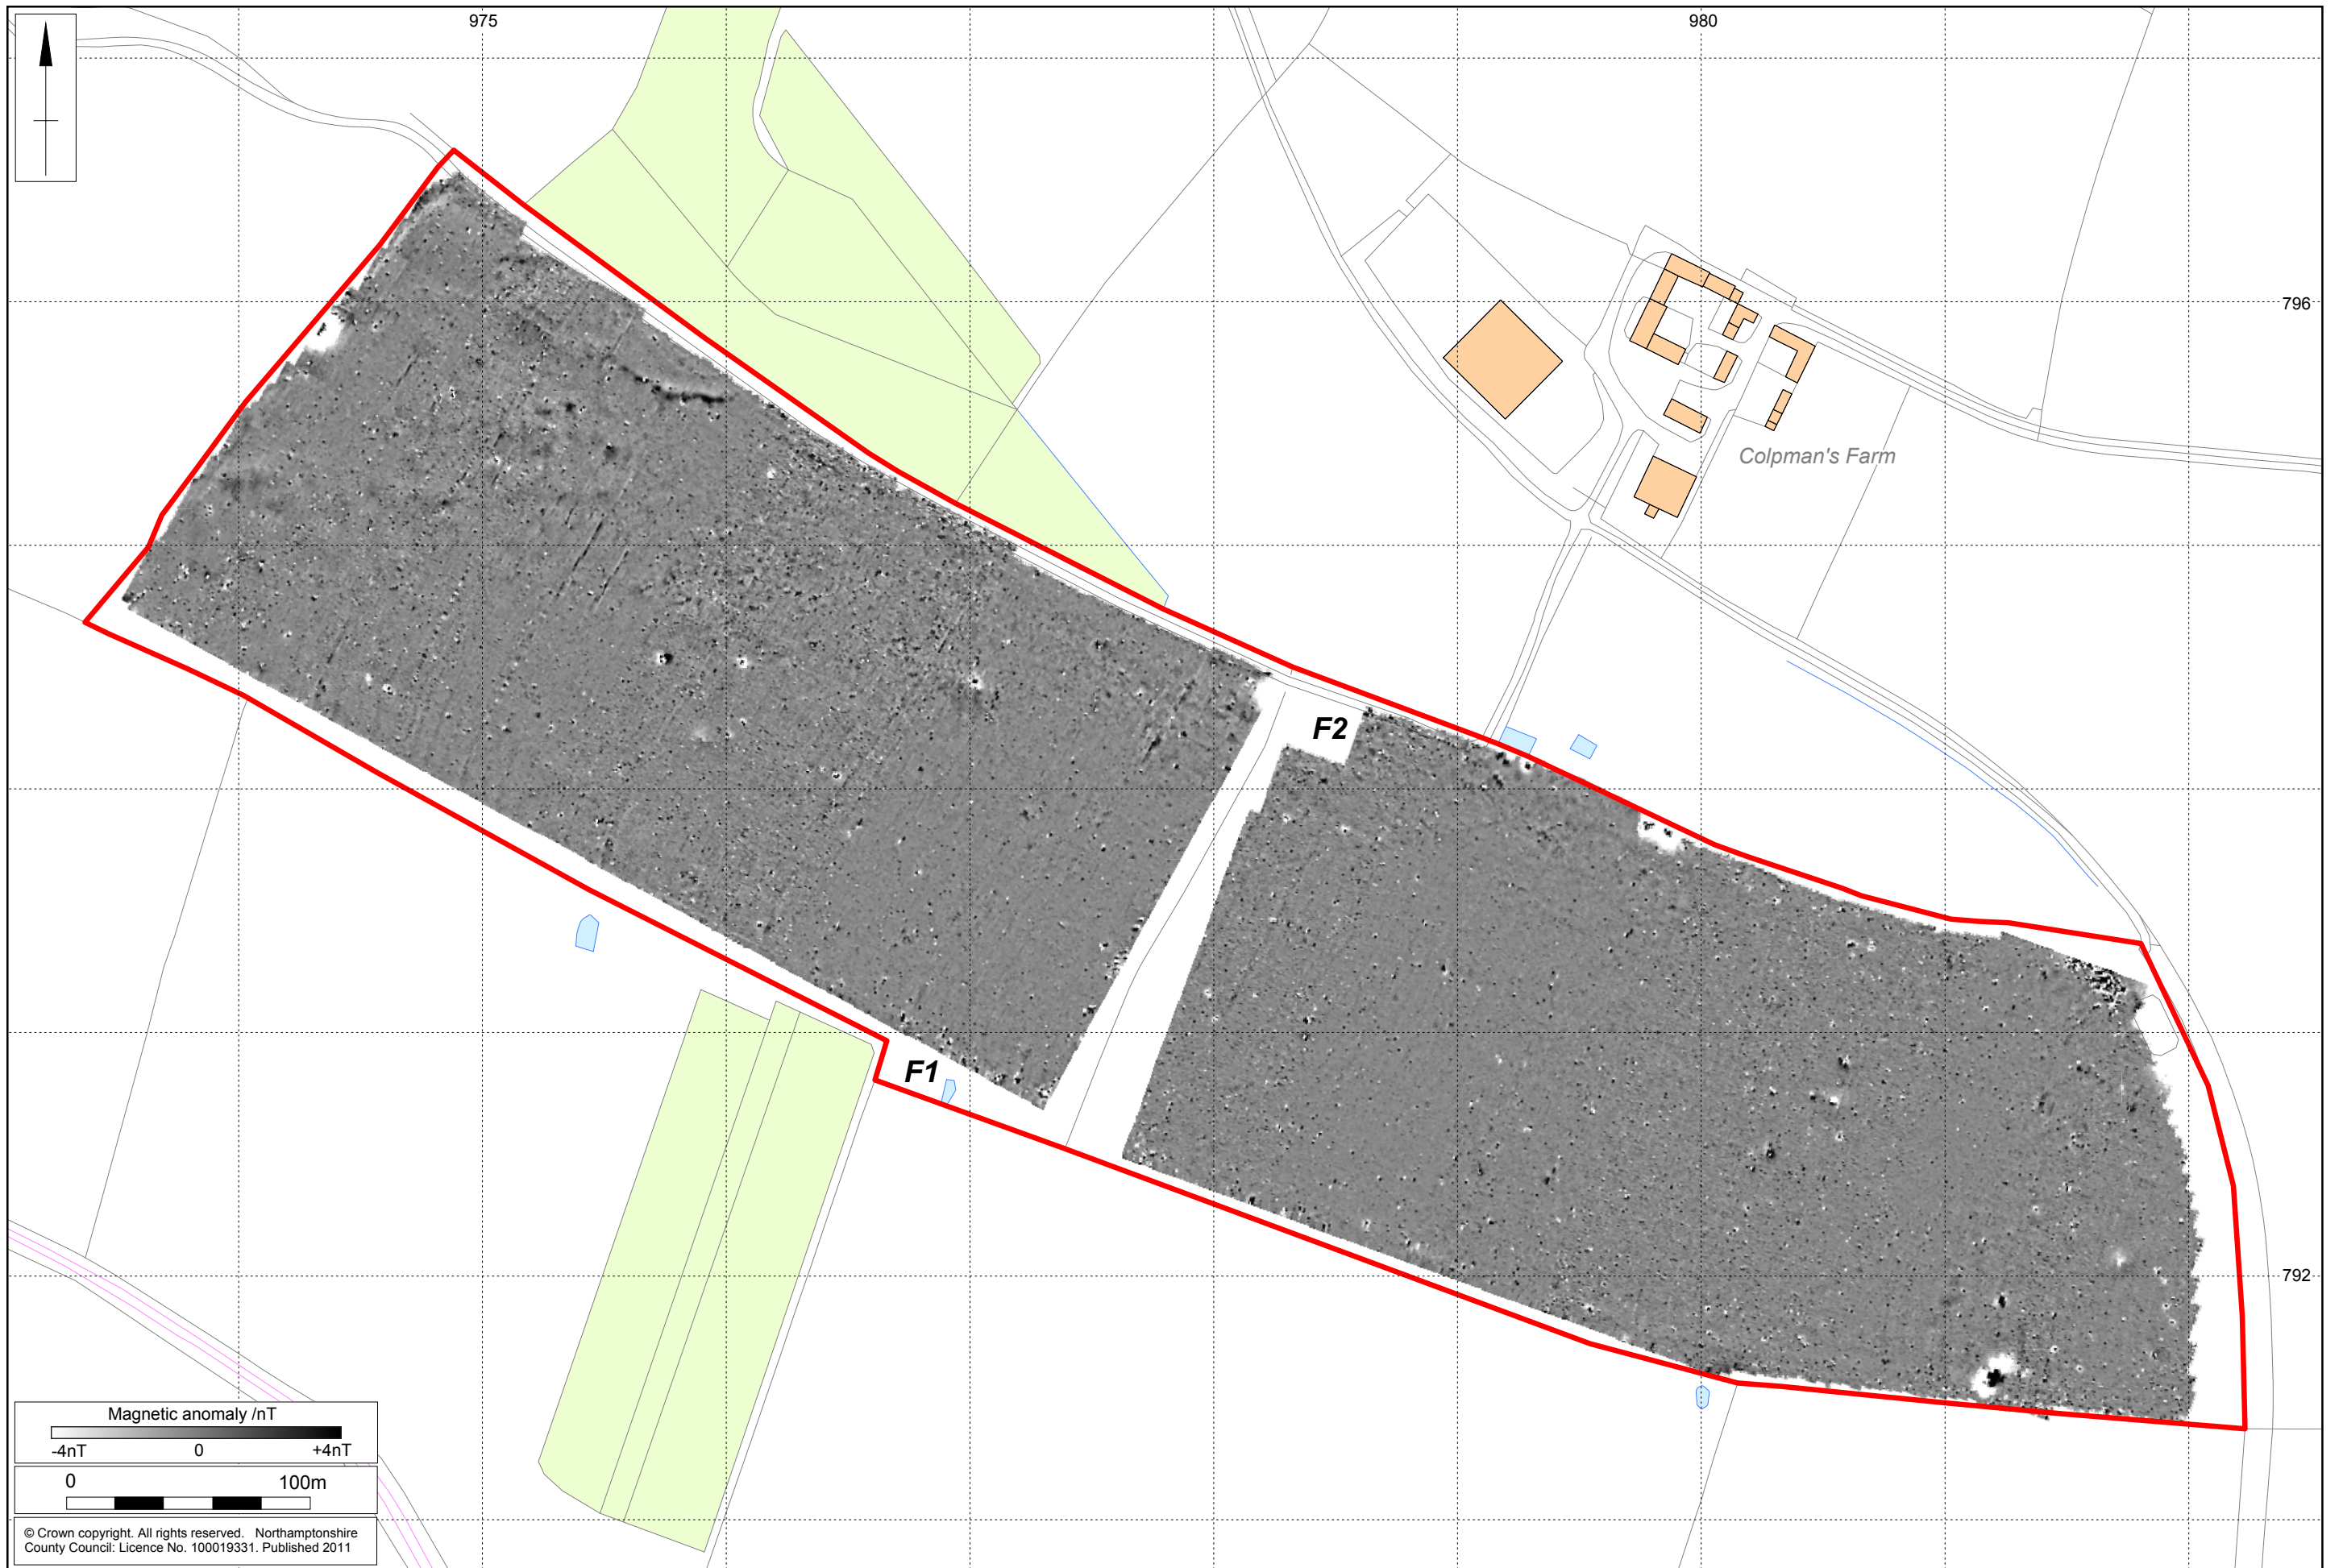 975
980
796
Colpman's Farm
F2
F1
792
Magnetic anomaly /nT
-4nT 0 +4nT
0 100m
© Crown copyright. All rights reserved. Northamptonshire
County Council: Licence No. 100019331. Published 2011